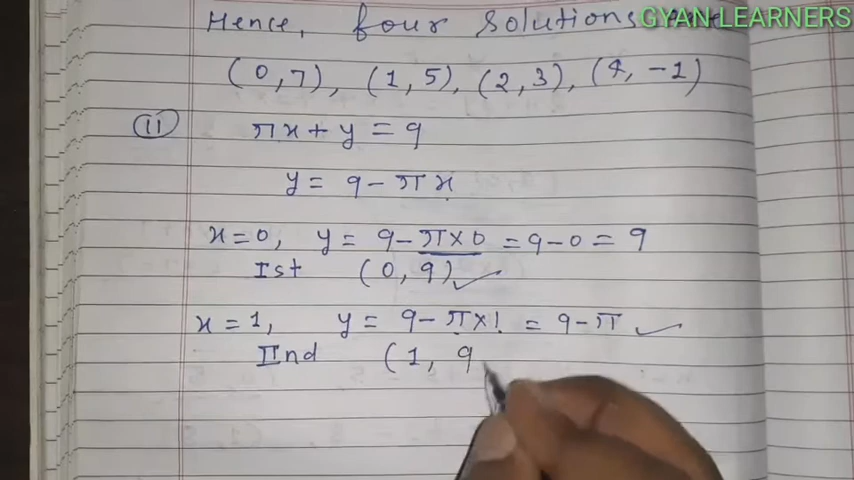 Hence, four solutions
GYAN LEARNERS
(0,7), (1,5), (2,3), (4,-1)
(11) πx + y = 9
y = 9 - πx
x=0, y = 9 - π×0 = 9-0 = 9
Ist (0, 9) ✓
x = 1, y = 9 - π×1 = 9-π ✓
IInd (1, 9